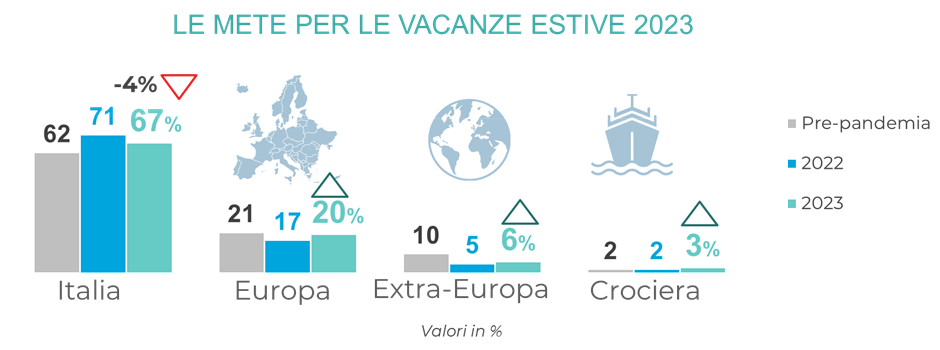 LE METE PER LE VACANZE ESTIVE 2023
-4%
62 71 67%
21 17 20%
10 5 6%
2 2 3%
Italia Europa Extra-Europa Crociera
Pre-pandemia
2022
2023
Valori in %